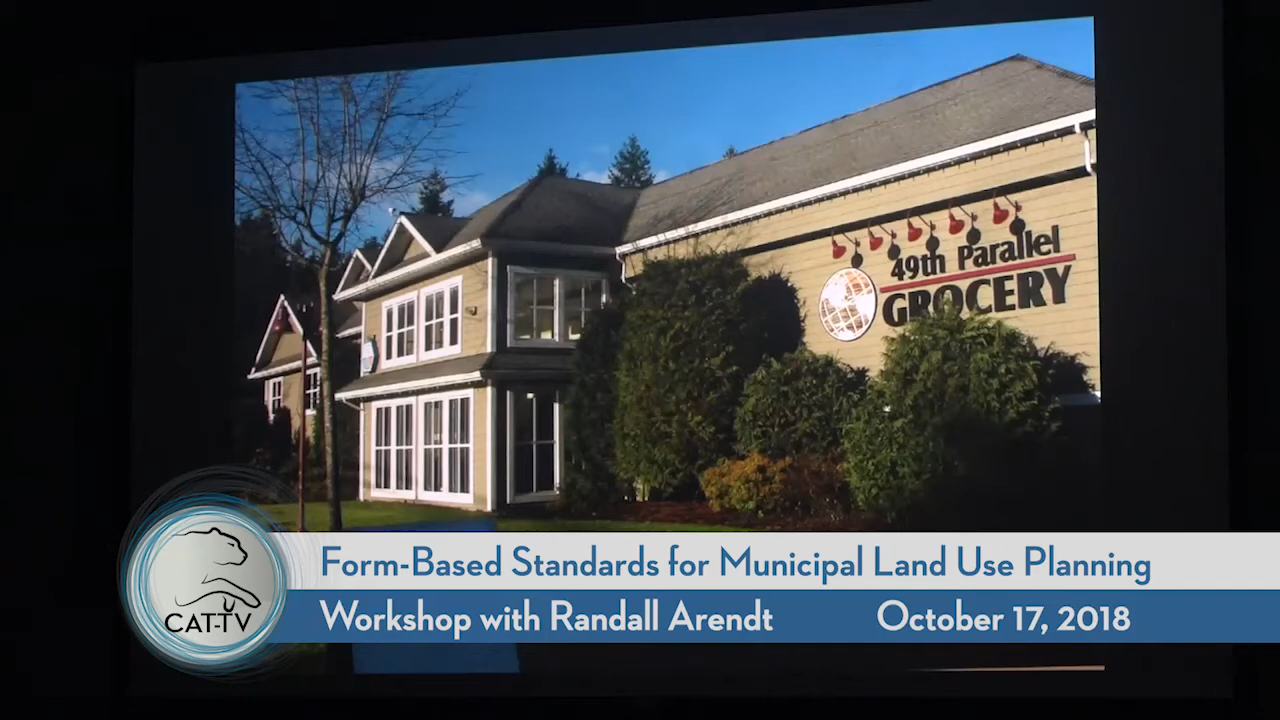 49th Parallel
GROCERY
Form-Based Standards for Municipal Land Use Planning
Workshop with Randall Arendt October 17, 2018
CAT-TV